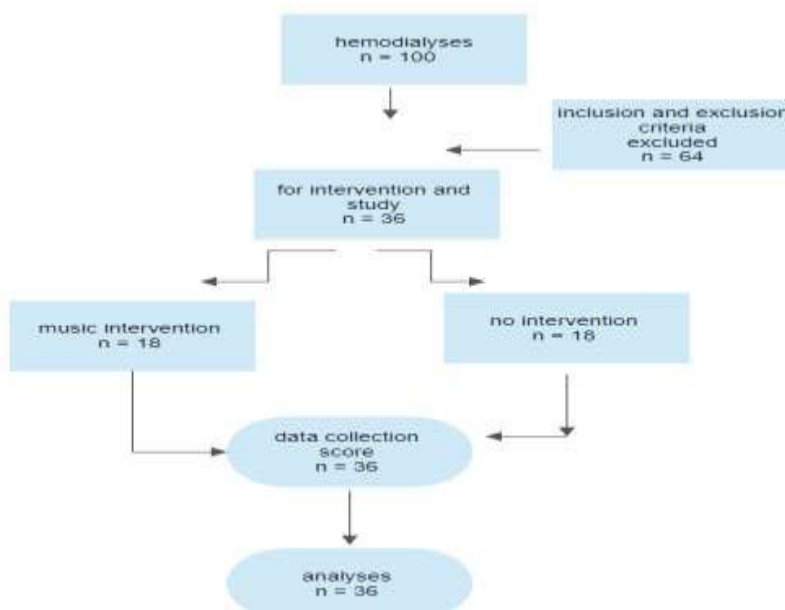 hemodialyses
n = 100
inclusion and exclusion
criteria
excluded
n = 64
for intervention and
study
n = 36
music intervention
n = 18
no intervention
n = 18
data collection
score
n = 36
analyses
n = 36